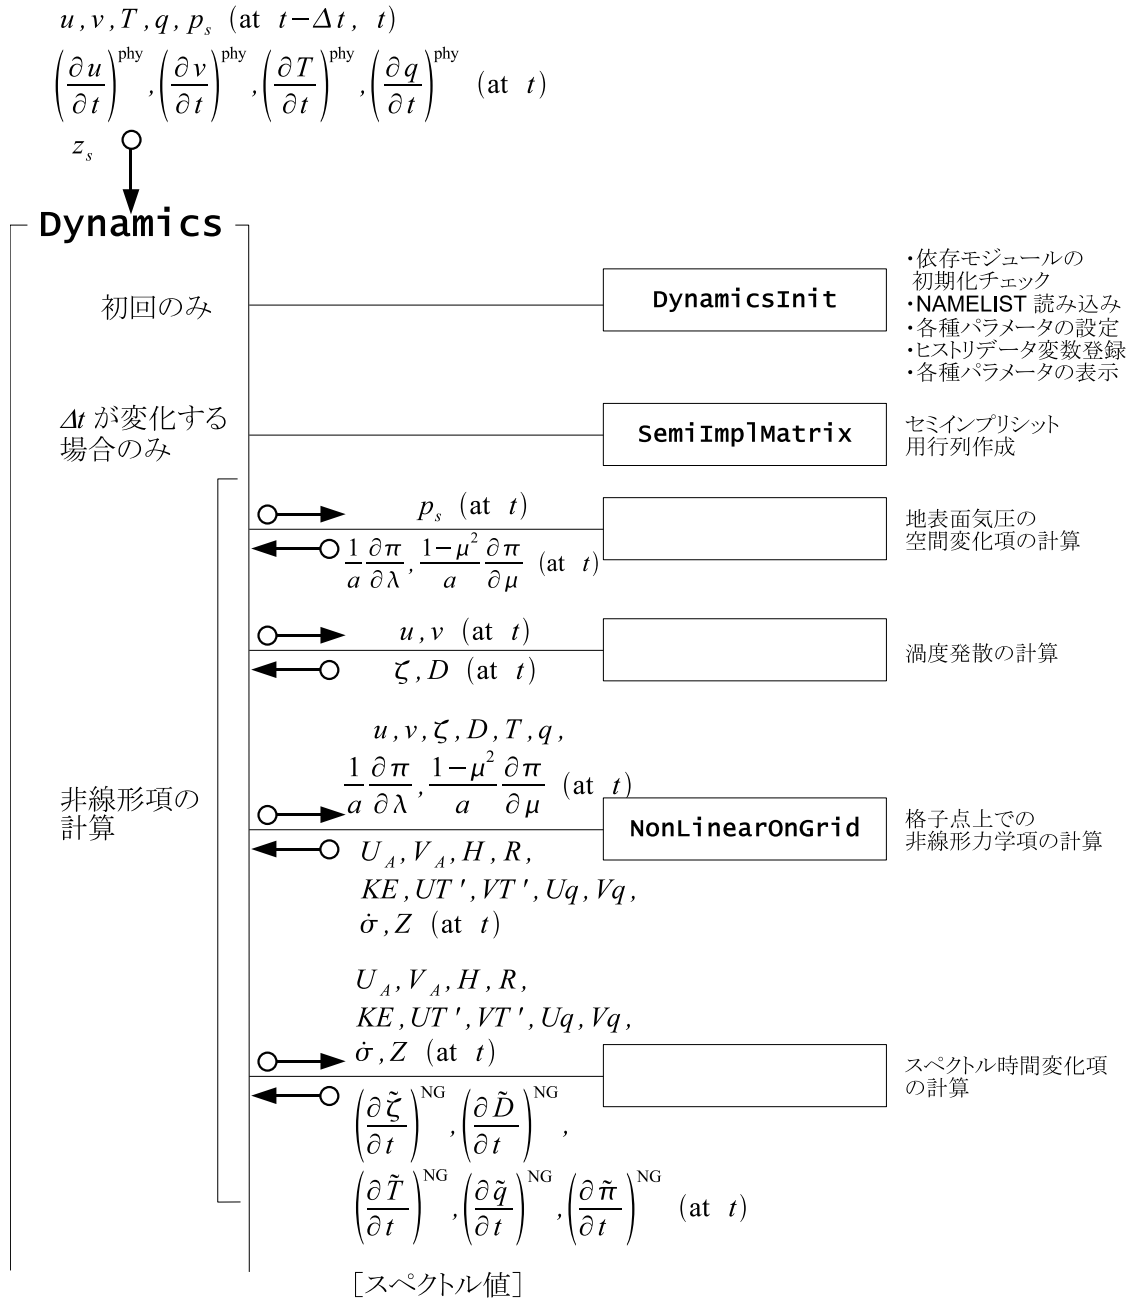 u, v, T, q, p_s (at t−Δt, t)
(∂u/∂t)^phy, (∂v/∂t)^phy, (∂T/∂t)^phy, (∂q/∂t)^phy (at t)
z_s
Dynamics
初回のみ
DynamicsInit
・依存モジュールの
初期化チェック
・NAMELIST 読み込み
・各種パラメータの設定
・ヒストリデータ変数登録
・各種パラメータの表示
Δt が変化する
場合のみ
SemiImplMatrix
セミインプリシット
用行列作成
非線形項の
計算
p_s (at t)
1/a ∂π/∂λ, (1−μ²)/a ∂π/∂μ (at t)
地表面気圧の
空間変化項の計算
u, v (at t)
ζ, D (at t)
渦度発散の計算
u, v, ζ, D, T, q,
1/a ∂π/∂λ, (1−μ²)/a ∂π/∂μ (at t)
NonLinearOnGrid
格子点上での
非線形力学項の計算
U_A, V_A, H, R,
KE, UT', VT', Uq, Vq,
σ̇, Z (at t)
U_A, V_A, H, R,
KE, UT', VT', Uq, Vq,
σ̇, Z (at t)
スペクトル時間変化項
の計算
(∂ζ̃/∂t)^NG, (∂D̃/∂t)^NG,
(∂T̃/∂t)^NG, (∂q̃/∂t)^NG, (∂π̃/∂t)^NG (at t)
[スペクトル値]